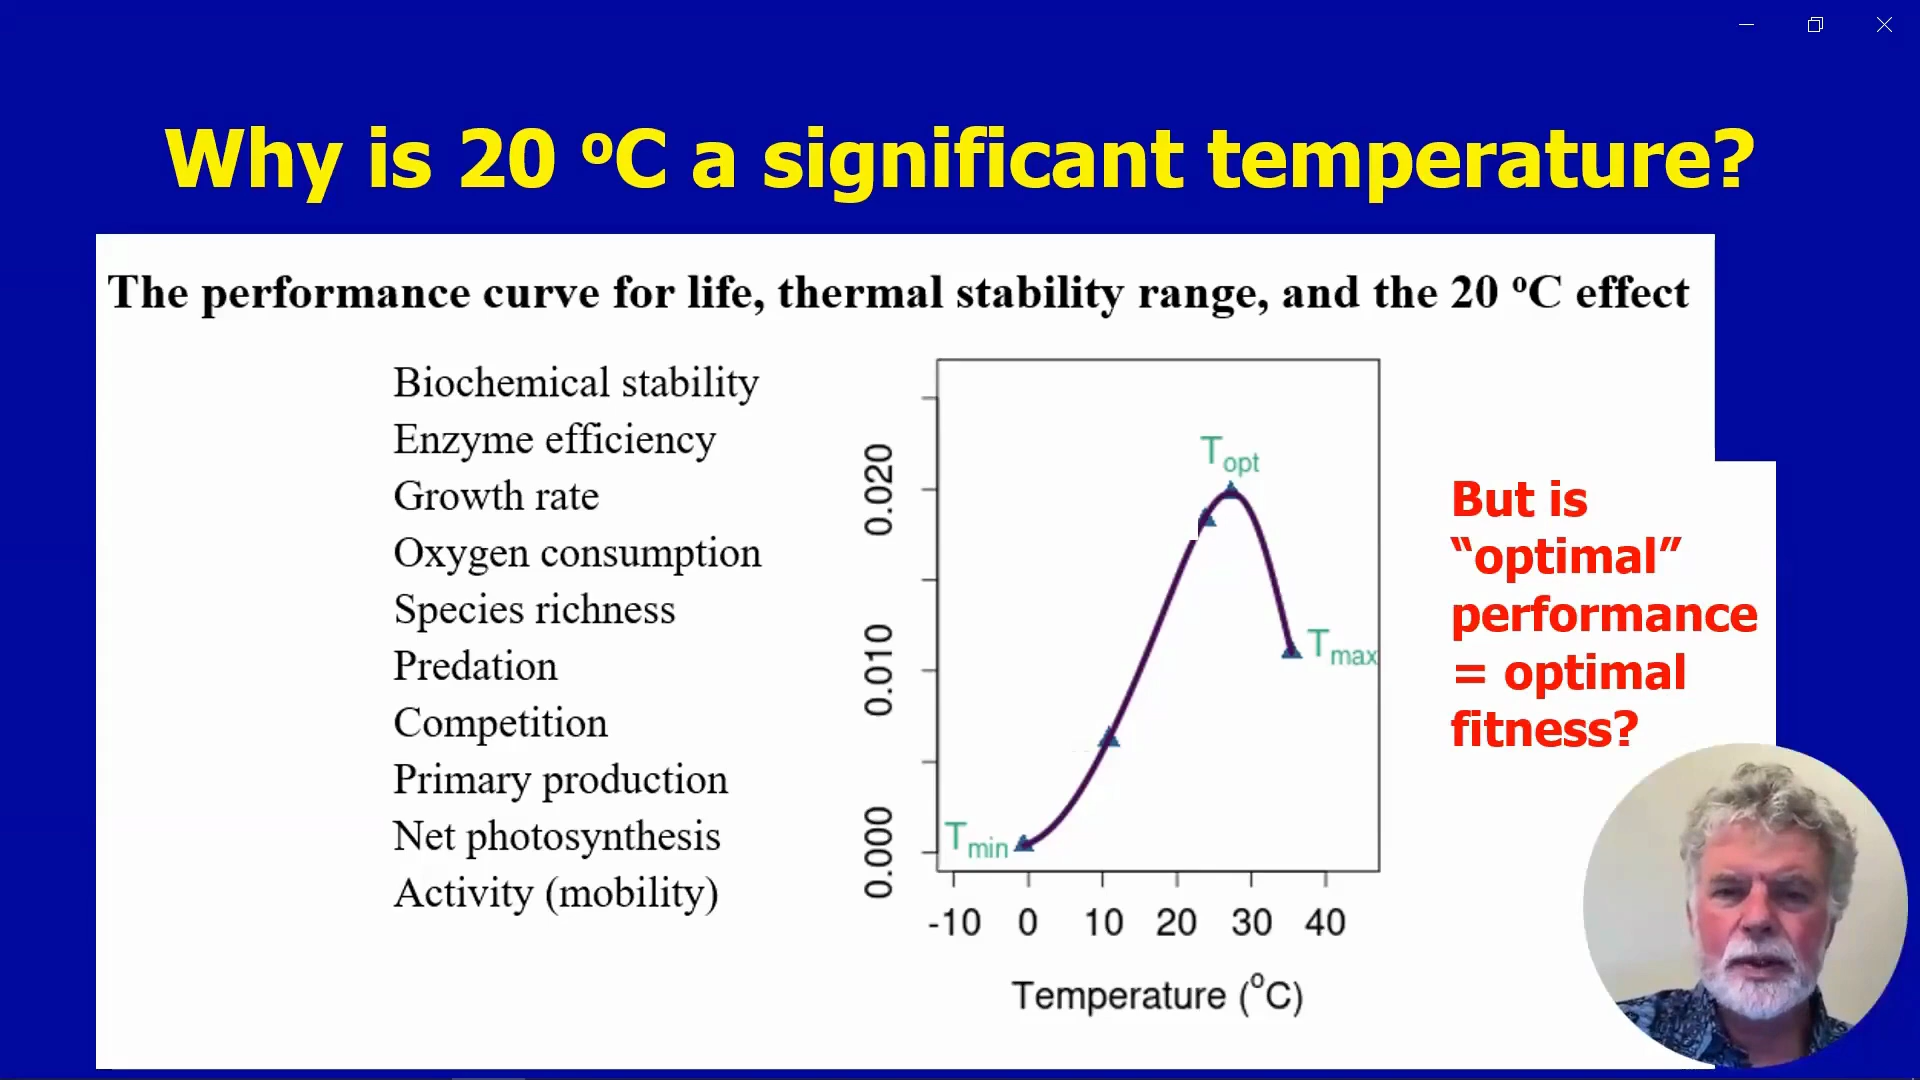 Why is 20 ºC a significant temperature?
The performance curve for life, thermal stability range, and the 20 ºC effect
Biochemical stability
Enzyme efficiency
Growth rate
Oxygen consumption
Species richness
Predation
Competition
Primary production
Net photosynthesis
Activity (mobility)
0.020
0.010
0.000
Topt
Tmax
Tmin
-10 0 10 20 30 40
Temperature (oC)
But is
“optimal”
performance
= optimal
fitness?